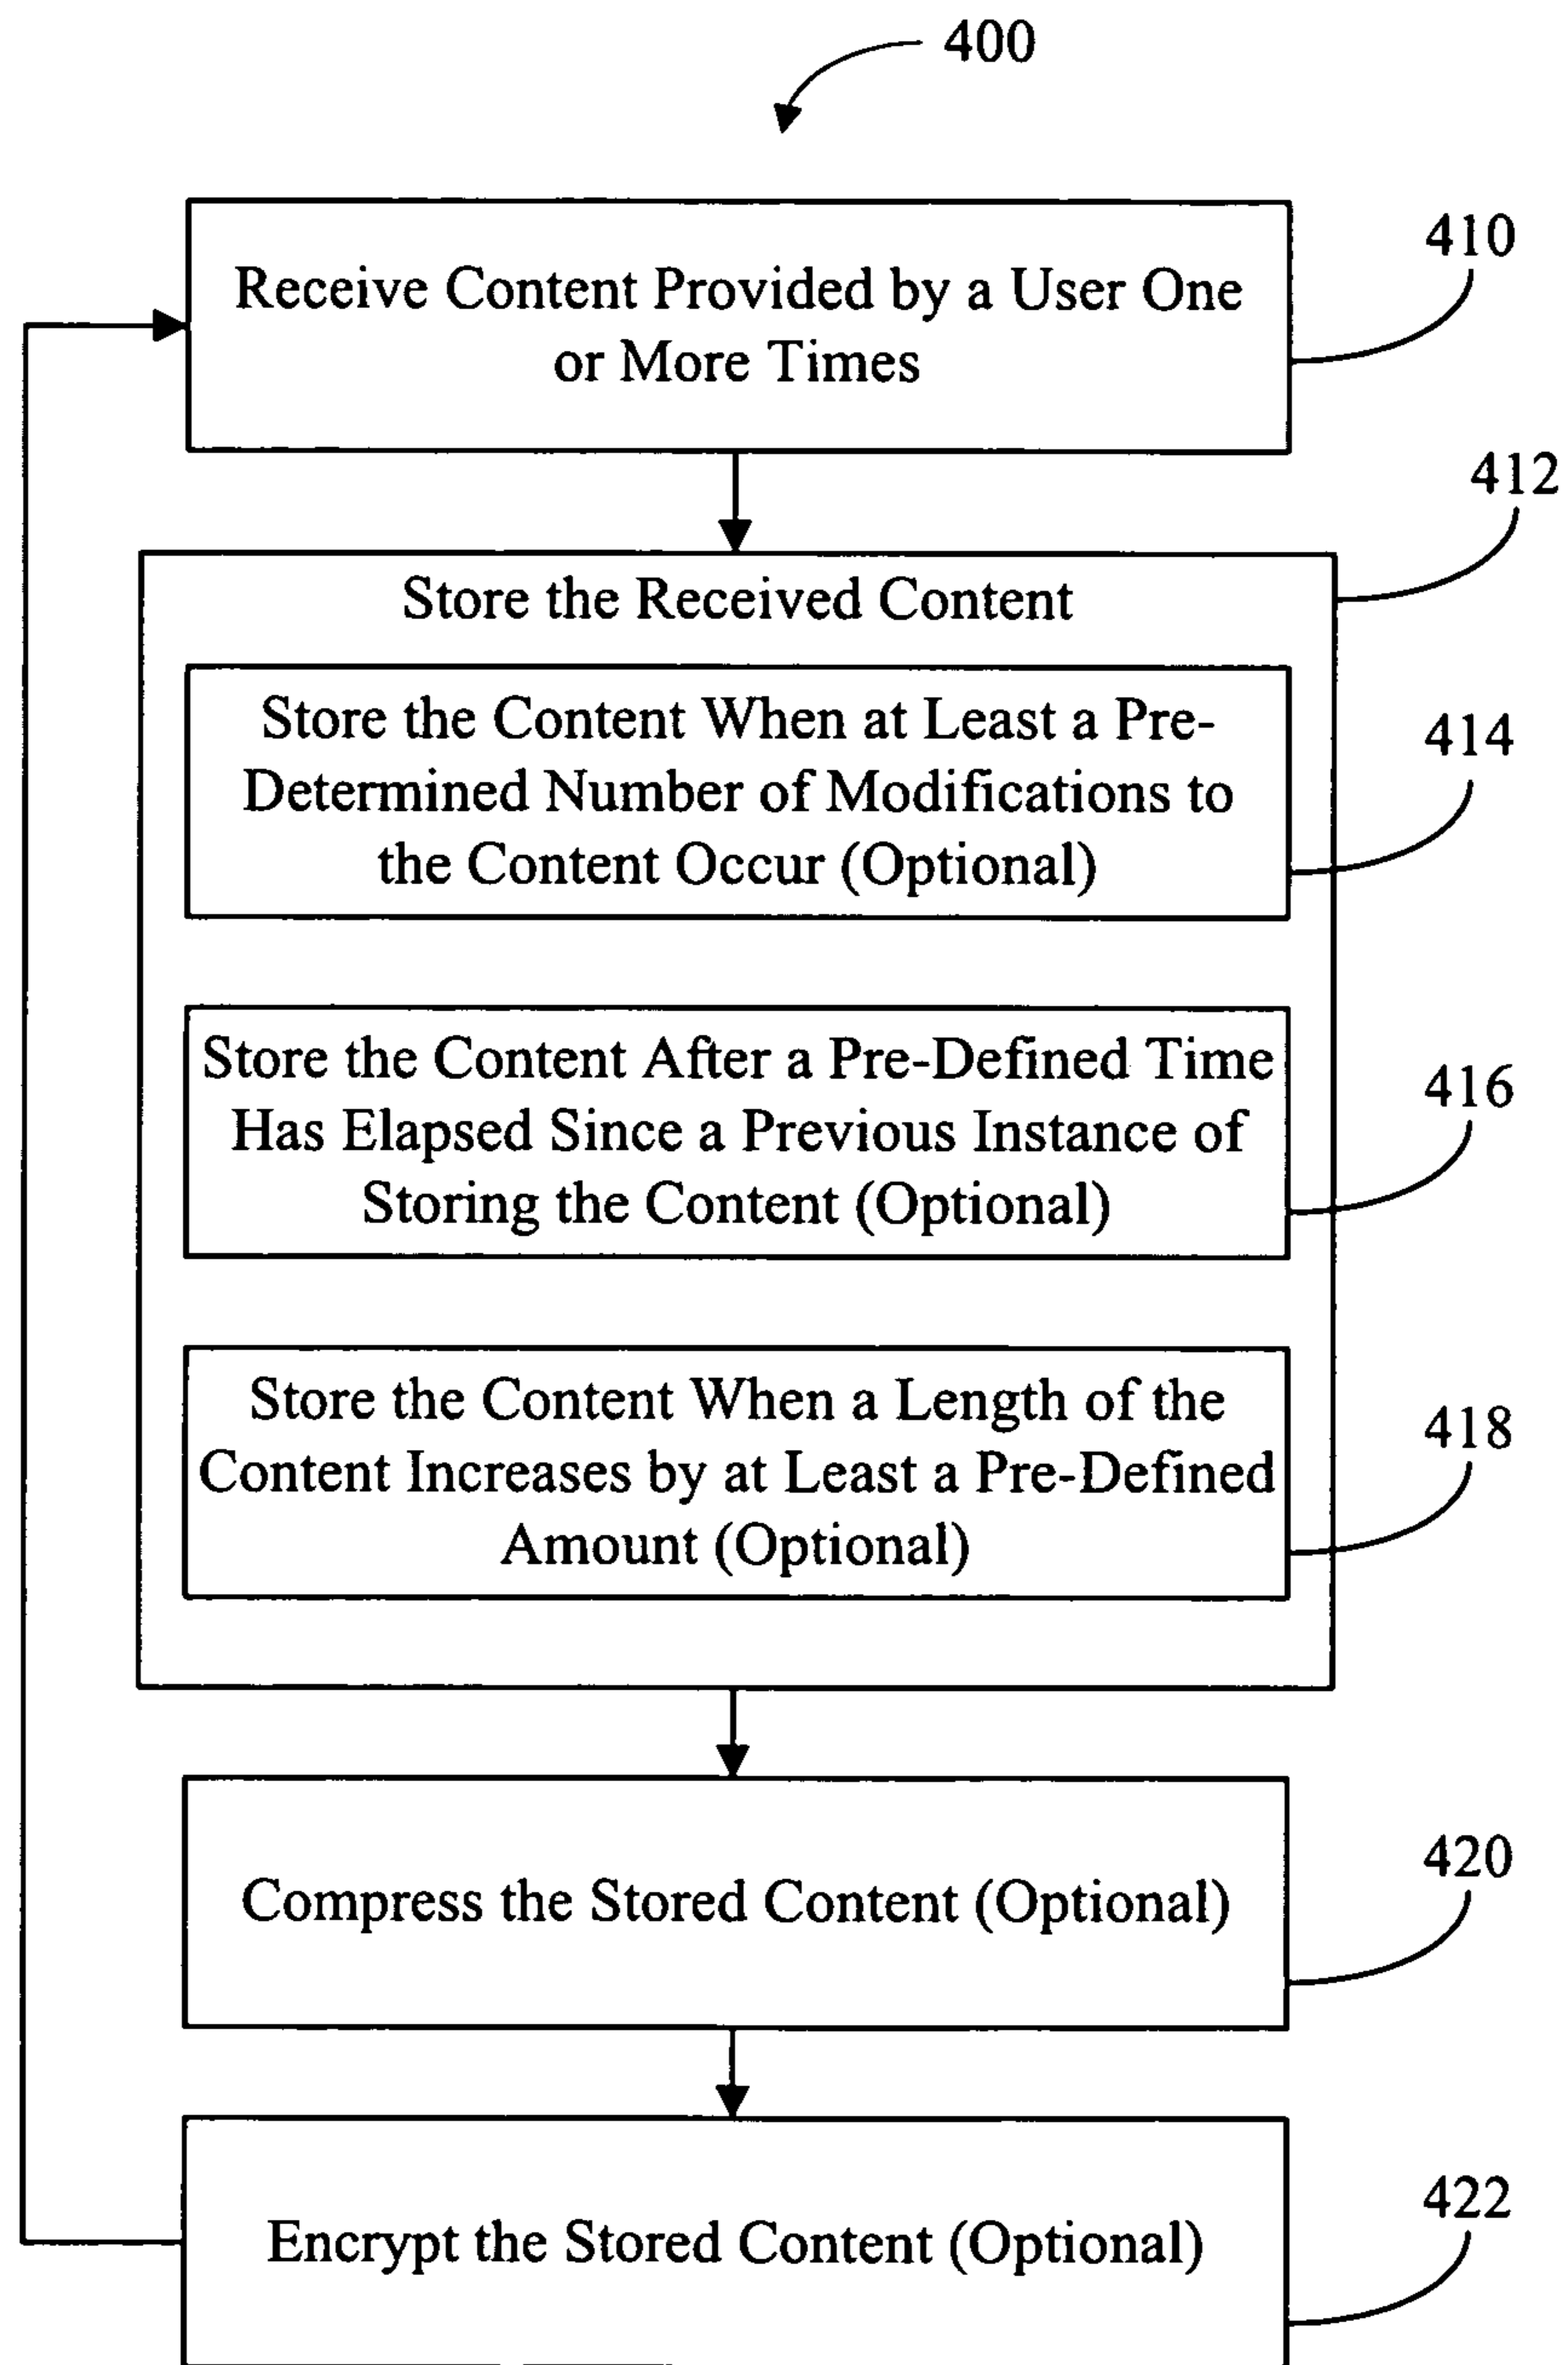 400
410
Receive Content Provided by a User One
or More Times
412
Store the Received Content
Store the Content When at Least a Pre-
Determined Number of Modifications to
the Content Occur (Optional)
414
Store the Content After a Pre-Defined Time
Has Elapsed Since a Previous Instance of
Storing the Content (Optional)
416
Store the Content When a Length of the
Content Increases by at Least a Pre-Defined
Amount (Optional)
418
420
Compress the Stored Content (Optional)
422
Encrypt the Stored Content (Optional)